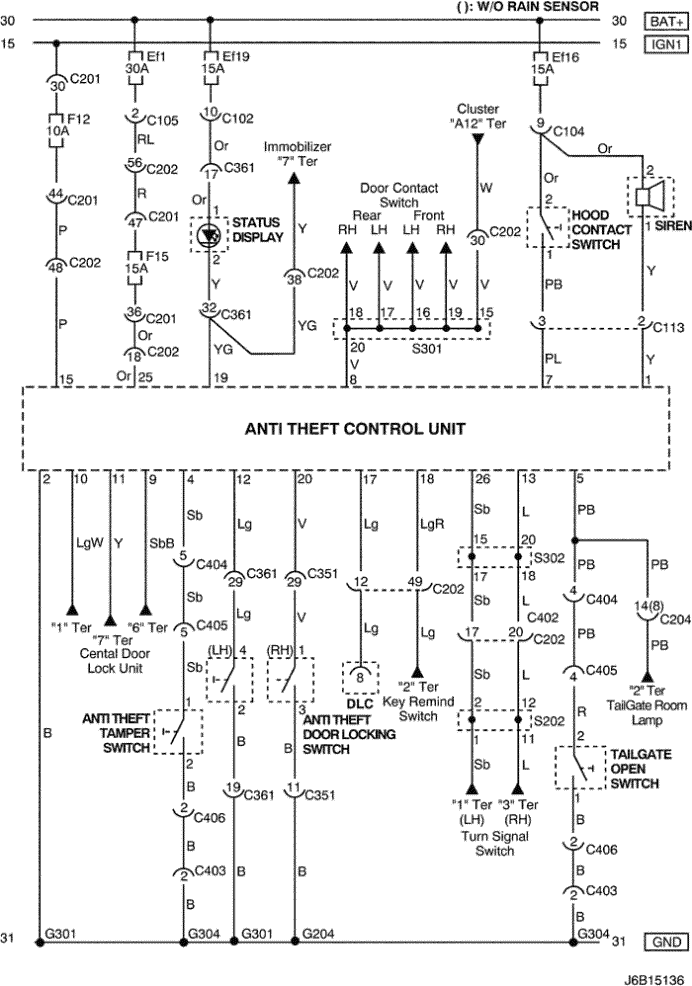 ( ): W/O RAIN SENSOR
30 30 BAT+
15 15 IGN1
Ef1 Ef19 Ef16
30A 15A 15A
30 C201
F12
10A
2 C105
10 C102
Cluster
"A12" Ter
9 C104
RL Or Or
56 C202
17 C361
Immobilizer
"7" Ter
Or 2
44 C201
R Or 1
W
Door Contact
Switch
Rear Front
RH LH LH RH
2
HOOD
CONTACT
SWITCH
1 SIREN
P 47 C201
STATUS
DISPLAY
Y
30 C202
48 C202
F15
15A
2
38 C202
1
Y
V V V V V
PB Y
36 C201
32 C361
18 17 16 19 15
3 2 C113
P Or
18 C202
YG YG
20 S301
V
PL Y
15 Or 25 19 8 7 1
ANTI THEFT CONTROL UNIT
2 10 11 9 4 12 20 17 18 26 13 5
Sb Lg V Lg LgR Sb L PB
LgW Y SbB
15 20 S302
PB PB
5 C404
29 C361
29 C351
12 49 C202
17 18
4 C404
14(8) C204
Sb Lg V Lg Lg Sb L
C402
"1" Ter "6" Ter
"7" Ter
Cental Door
Lock Unit
5 C405
17 20 C202
PB PB
Sb (LH) 4 (RH) 1
8
DLC
"2" Ter
Key Remind
Switch
Sb L
4 C405
"2" Ter
TailGate Room
Lamp
ANTI THEFT
TAMPER
SWITCH
1
2 3
ANTI THEFT
DOOR LOCKING
SWITCH
2 12 S202
1 11
R
2
TAILGATE
OPEN
SWITCH
B 2 B B Sb L
1
B
19 C361
11 C351
"1" Ter "3" Ter
(LH) (RH)
Turn Signal
Switch
B
2 C406
2 C406
B B B B
2 C403
2 C403
B B
31 G301 G304 G301 G204 G304 31 GND
J6B15136